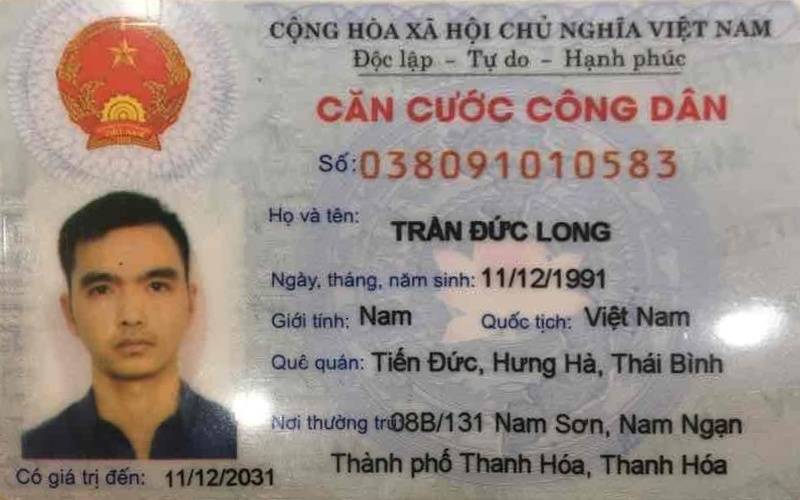 CỘNG HÒA XÃ HỘI CHỦ NGHĨA VIỆT NAM
Độc lập - Tự do - Hạnh phúc
CĂN CƯỚC CÔNG DÂN
Số: 038091010583
Họ và tên: TRẦN ĐỨC LONG
Ngày, tháng, năm sinh: 11/12/1991
Giới tính: Nam Quốc tịch: Việt Nam
Quê quán: Tiến Đức, Hưng Hà, Thái Bình
Nơi thường trú 08B/131 Nam Sơn, Nam Ngạn
Thành phố Thanh Hóa, Thanh Hóa
Có giá trị đến: 11/12/2031